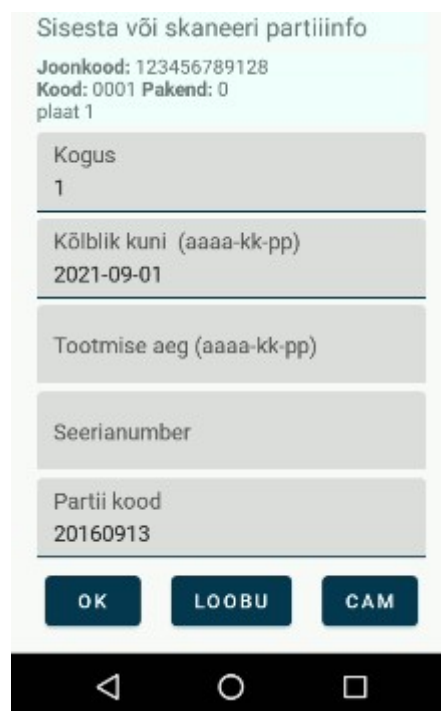 Sisesta või skaneeri partiiinfo
Joonkood: 123456789128
Kood: 0001 Pakend: 0
plaat 1
Kogus
1
Kõlblik kuni (aaaa-kk-pp)
2021-09-01
Tootmise aeg (aaaa-kk-pp)
Seerianumber
Partii kood
20160913
OK LOOBU CAM